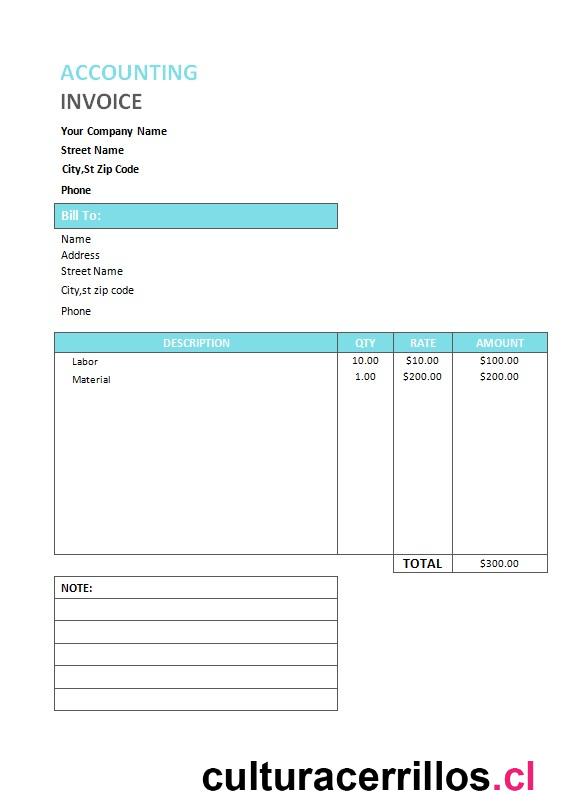 ACCOUNTING
INVOICE
Your Company Name
Street Name
City,St Zip Code
Phone
Bill To:
Name
Address
Street Name
City,st zip code
Phone
DESCRIPTION QTY RATE AMOUNT
Labor 10.00 $10.00 $100.00
Material 1.00 $200.00 $200.00
TOTAL $300.00
NOTE:
culturacerrillos.cl